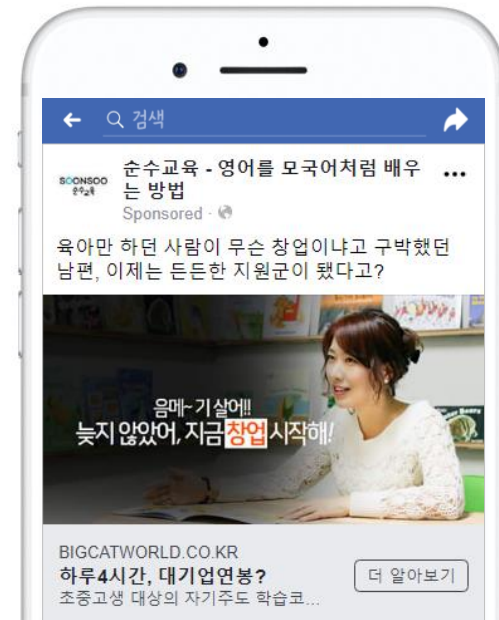 검색
SOONSOO
순수교육
순수교육 - 영어를 모국어처럼 배우
는 방법
Sponsored ·
육아만 하던 사람이 무슨 창업이냐고 구박했던
남편, 이제는 든든한 지원군이 됐다고?
음메~ 기 살어!!
늦지 않았어, 지금 창업 시작해!
BIGCATWORLD.CO.KR
하루4시간, 대기업연봉?
더 알아보기
초중고생 대상의 자기주도 학습코...